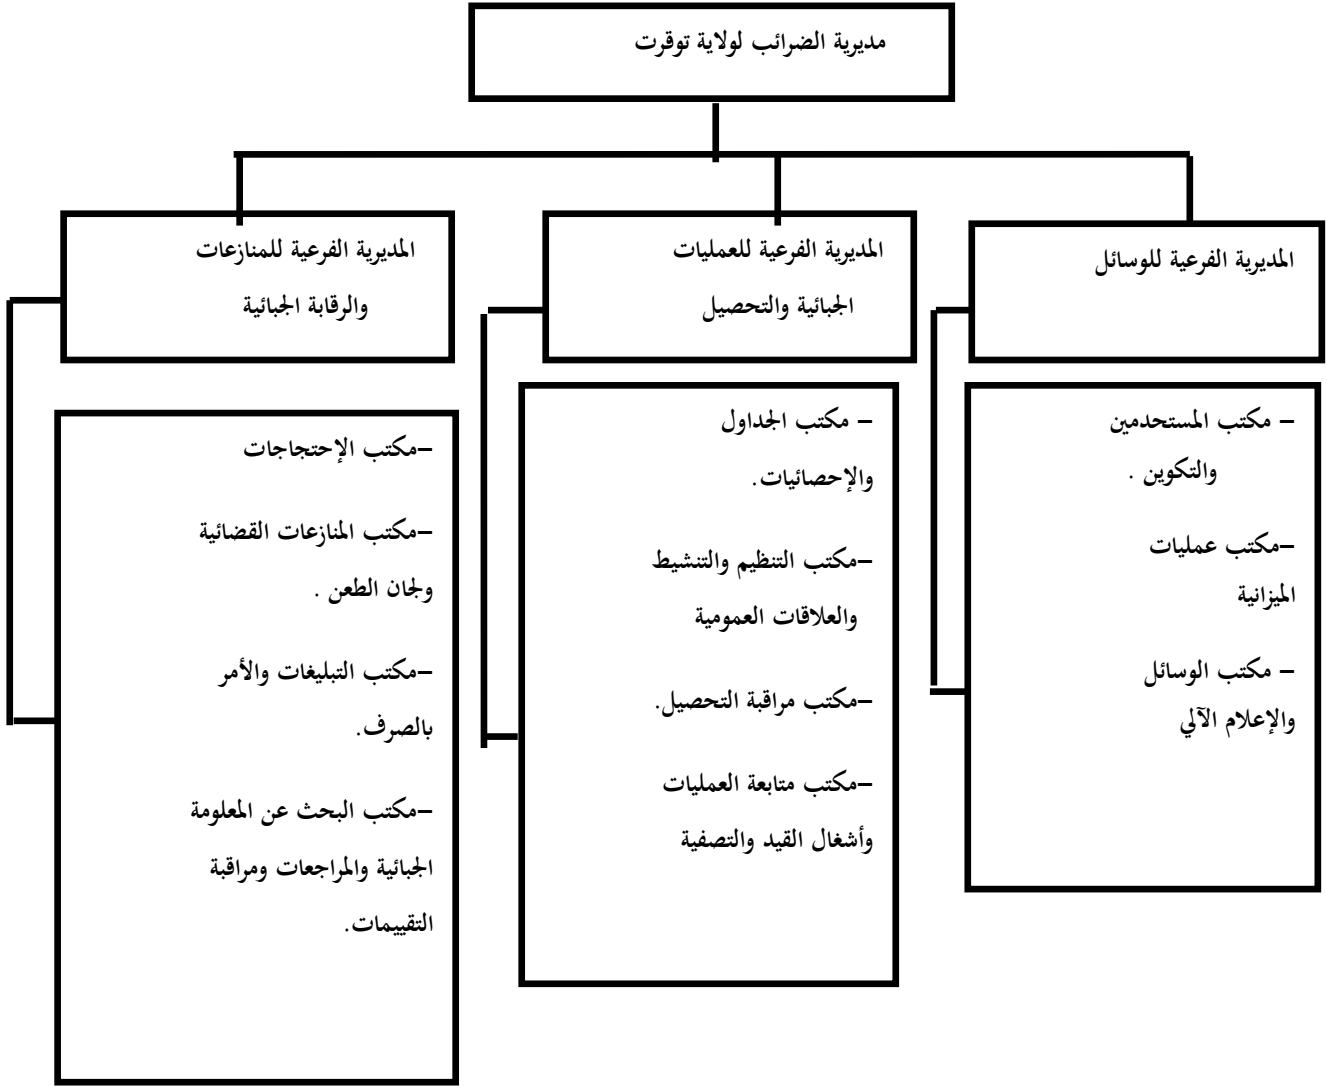 مديرية الضرائب لولاية توقرت
المديرية الفرعية للوسائل
المديرية الفرعية للعمليات
الجبائية والتحصيل
المديرية الفرعية للمنازعات
والرقابة الجبائية
– مكتب المستحدمين
والتكوين .
–مكتب عمليات
الميزانية
– مكتب الوسائل
والإعلام الآلي
– مكتب الجداول
والإحصائيات.
–مكتب التنظيم والتنشيط
والعلاقات العمومية
–مكتب مراقبة التحصيل.
–مكتب متابعة العمليات
وأشغال القيد والتصفية
–مكتب الإحتجاجات
–مكتب المنازعات القضائية
ولجان الطعن .
–مكتب التبليغات والأمر
بالصرف.
–مكتب البحث عن المعلومة
الجبائية والمراجعات ومراقبة
التقييمات.